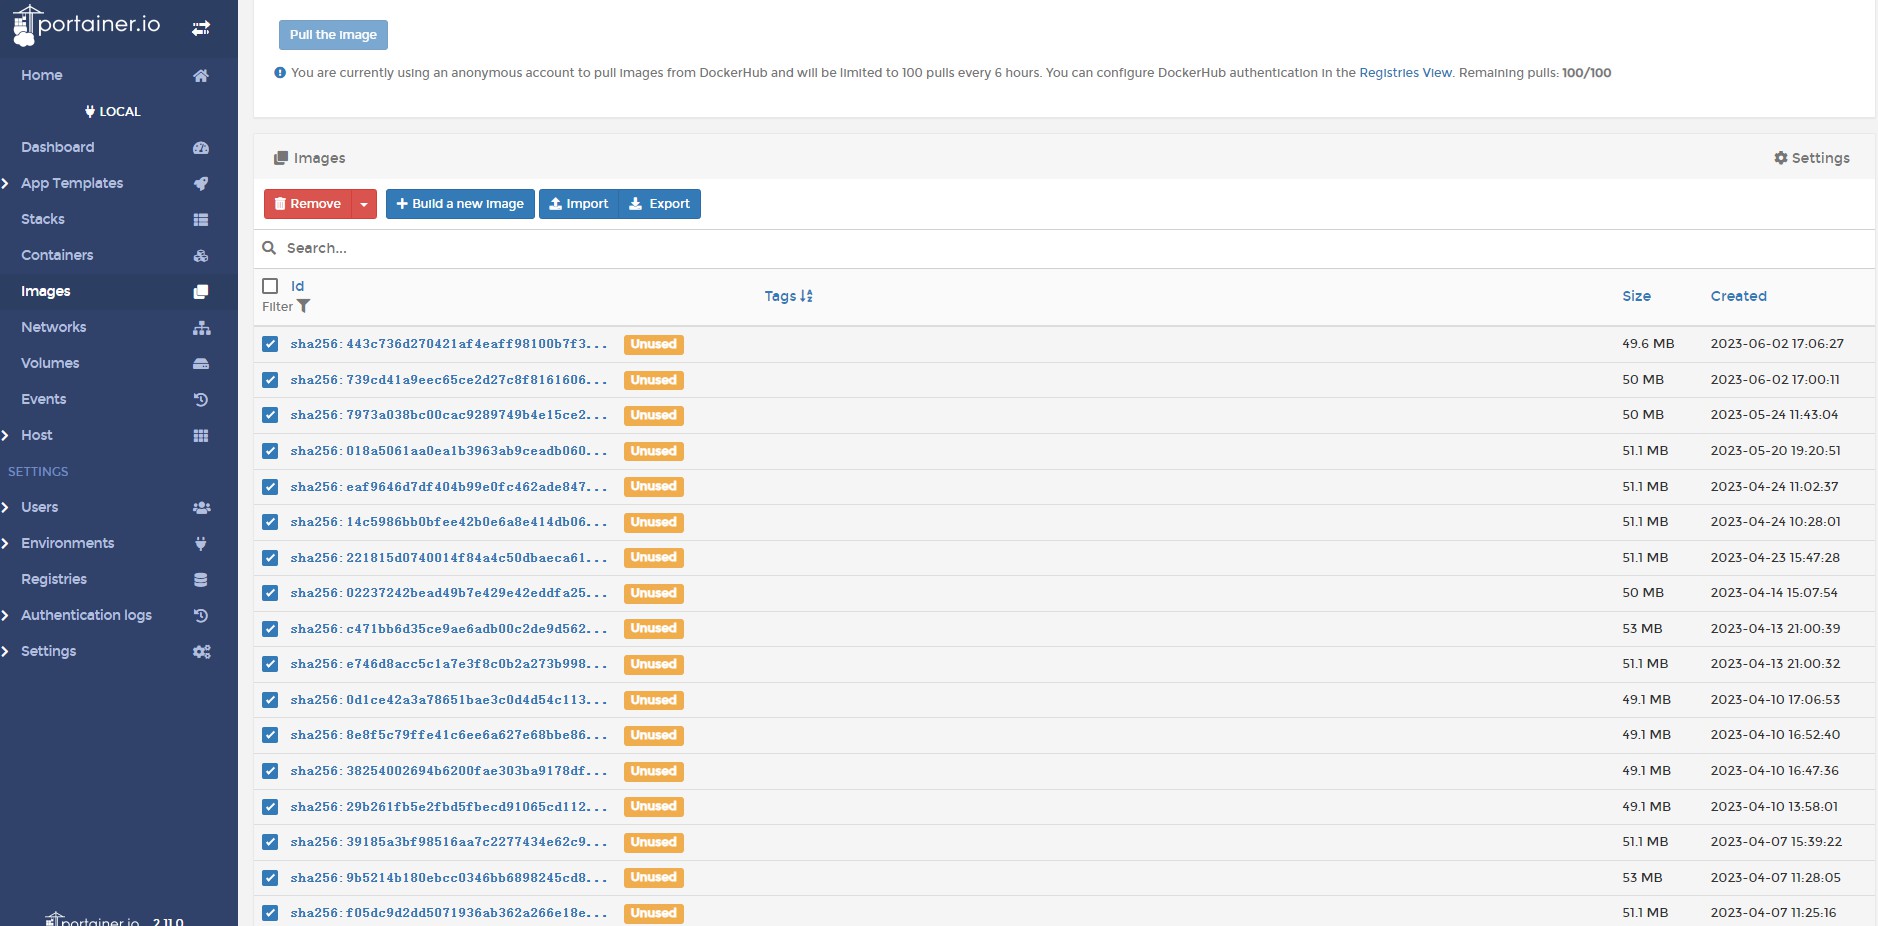 portainer.io
Home
LOCAL
Dashboard
App Templates
Stacks
Containers
Images
Networks
Volumes
Events
Host
SETTINGS
Users
Environments
Registries
Authentication logs
Settings
portainer.io 2.11.0
Pull the image
You are currently using an anonymous account to pull images from DockerHub and will be limited to 100 pulls every 6 hours. You can configure DockerHub authentication in the Registries View. Remaining pulls: 100/100
Images Settings
Remove Build a new image Import Export
Search...
Id Tags Size Created
Filter
sha256:443c736d270421af4eaff98100b7f3... Unused 49.6 MB 2023-06-02 17:06:27
sha256:739cd41a9eec65ce2d27c8f8161606... Unused 50 MB 2023-06-02 17:00:11
sha256:7973a038bc00cac9289749b4e15ce2... Unused 50 MB 2023-05-24 11:43:04
sha256:018a5061aa0ea1b3963ab9ceadb060... Unused 51.1 MB 2023-05-20 19:20:51
sha256:eaf9646d7df404b99e0fc462ade847... Unused 51.1 MB 2023-04-24 11:02:37
sha256:14c5986bb0bfee42b0e6a8e414db06... Unused 51.1 MB 2023-04-24 10:28:01
sha256:221815d0740014f84a4c50dbaeca61... Unused 51.1 MB 2023-04-23 15:47:28
sha256:02237242bead49b7e429e42eddfa25... Unused 50 MB 2023-04-14 15:07:54
sha256:c471bb6d35ce9ae6adb00c2de9d562... Unused 53 MB 2023-04-13 21:00:39
sha256:e746d8acc5c1a7e3f8c0b2a273b998... Unused 51.1 MB 2023-04-13 21:00:32
sha256:0d1ce42a3a78651bae3c0d4d54c113... Unused 49.1 MB 2023-04-10 17:06:53
sha256:8e8f5c79ffe41c6ee6a627e68bbe86... Unused 49.1 MB 2023-04-10 16:52:40
sha256:38254002694b6200fae303ba9178df... Unused 49.1 MB 2023-04-10 16:47:36
sha256:29b261fb5e2fbd5fbecd91065cd112... Unused 49.1 MB 2023-04-10 13:58:01
sha256:39185a3bf98516aa7c2277434e62c9... Unused 51.1 MB 2023-04-07 15:39:22
sha256:9b5214b180ebcc0346bb6898245cd8... Unused 53 MB 2023-04-07 11:28:05
sha256:f05dc9d2dd5071936ab362a266e18e... Unused 51.1 MB 2023-04-07 11:25:16